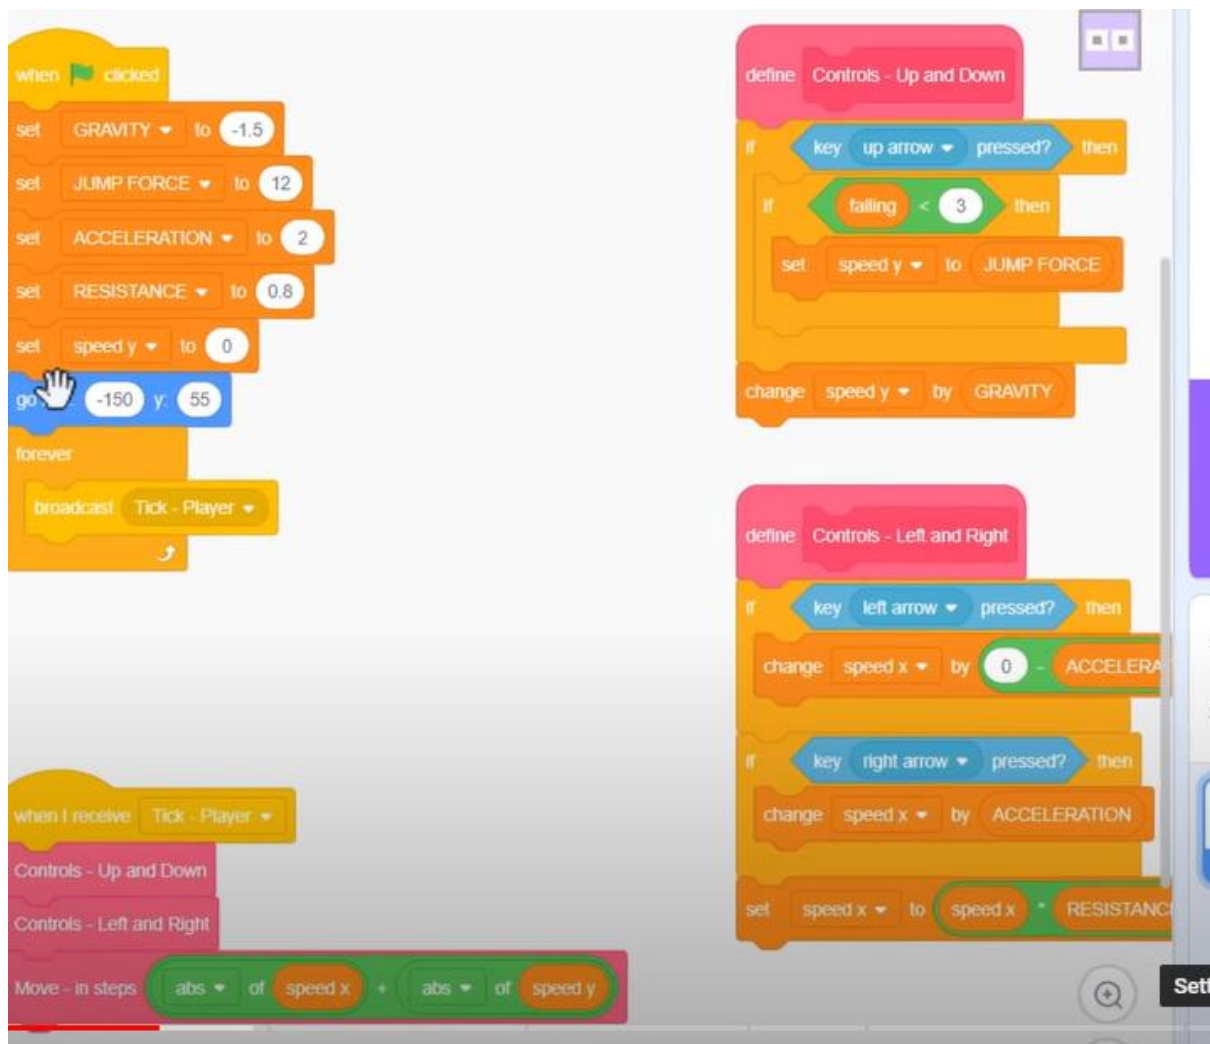 when clicked
set GRAVITY to -1.5
set JUMP FORCE to 12
set ACCELERATION to 2
set RESISTANCE to 0.8
set speed y to 0
go -150 y: 55
forever
broadcast Tick - Player
when I receive Tick - Player
Controls - Up and Down
Controls - Left and Right
Move - in steps abs of speed x + abs of speed y
define Controls - Up and Down
if key up arrow pressed? then
if falling < 3 then
set speed y to JUMP FORCE
change speed y by GRAVITY
define Controls - Left and Right
if key left arrow pressed? then
change speed x by 0 - ACCELERA
if key right arrow pressed? then
change speed x by ACCELERATION
set speed x to speed x * RESISTANC
Sett